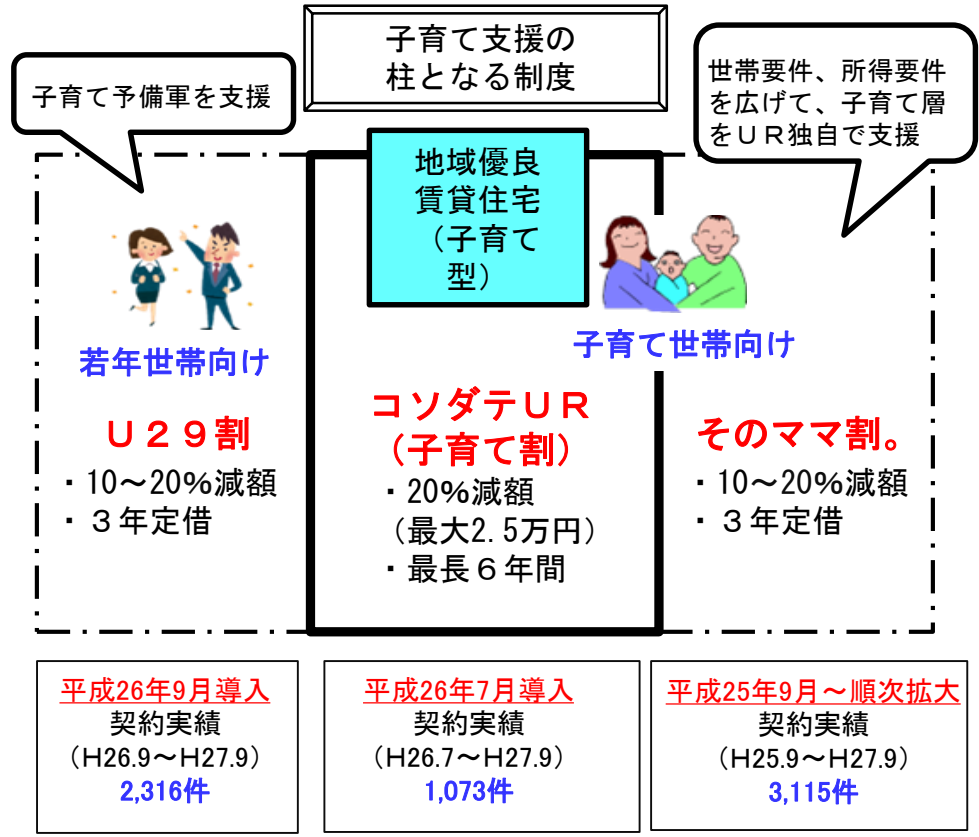 子育て支援の
柱となる制度
子育て予備軍を支援
世帯要件、所得要件
を広げて、子育て層
をＵＲ独自で支援
地域優良
賃貸住宅
（子育て
型）
若年世帯向け
子育て世帯向け
Ｕ２９割
・10～20%減額
・３年定借
コソダテＵＲ
（子育て割）
・20%減額
（最大2.5万円）
・最長６年間
そのママ割。
・10～20%減額
・３年定借
平成26年9月導入
契約実績
（H26.9～H27.9）
2,316件
平成26年7月導入
契約実績
（H26.7～H27.9）
1,073件
平成25年9月～順次拡大
契約実績
（H25.9～H27.9）
3,115件